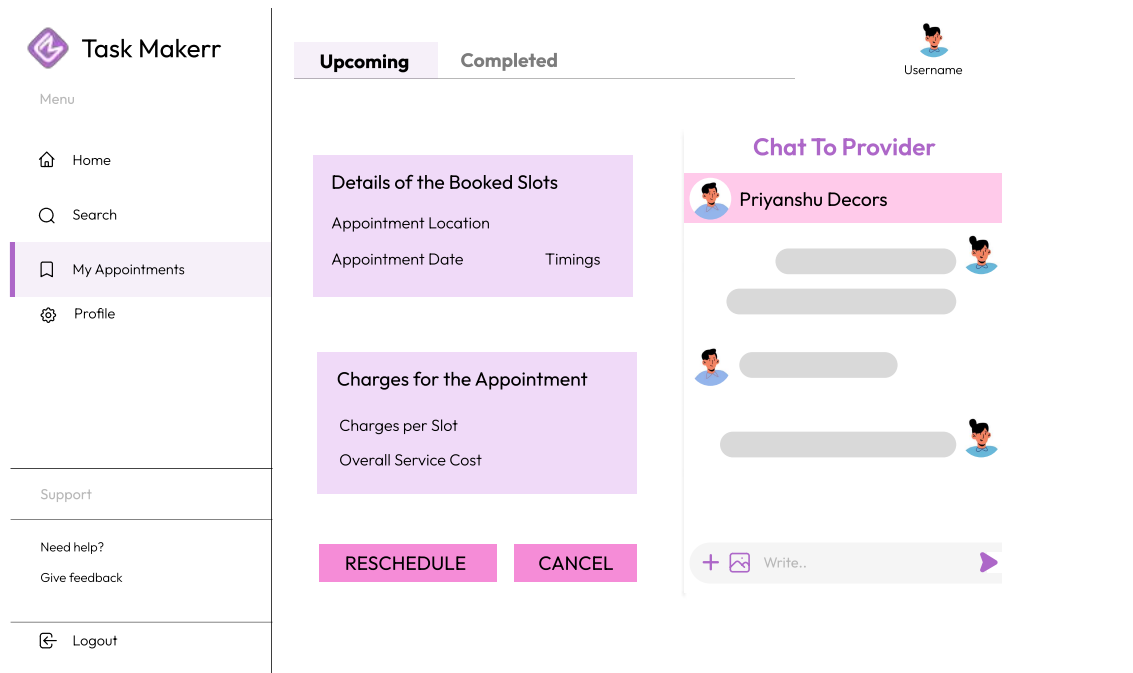 Task Makerr
Menu
Home
Search
My Appointments
Profile
Support
Need help?
Give feedback
Logout
Upcoming Completed
Username
Details of the Booked Slots
Appointment Location
Appointment Date Timings
Charges for the Appointment
Charges per Slot
Overall Service Cost
RESCHEDULE CANCEL
Chat To Provider
Priyanshu Decors
Write..